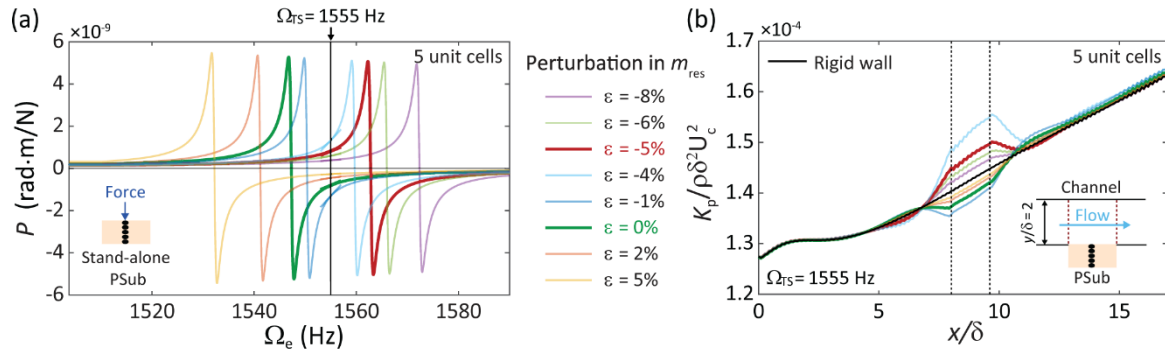 (a)
×10⁻⁹
Ω_TS = 1555 Hz
5 unit cells
6
4
2
0
-2
-4
-6
P (rad·m/N)
Force
Stand-alone
PSub
1520
1540
1560
1580
Ω_e (Hz)
Perturbation in m_res
ε = -8%
ε = -6%
ε = -5%
ε = -4%
ε = -1%
ε = 0%
ε = 2%
ε = 5%
(b)
×10⁻⁴
1.7
1.6
1.5
1.4
1.3
1.2
K_p/ρδ²U_c²
Rigid wall
5 unit cells
Channel
y/δ = 2
Flow
PSub
Ω_TS = 1555 Hz
0
5
10
15
x/δ